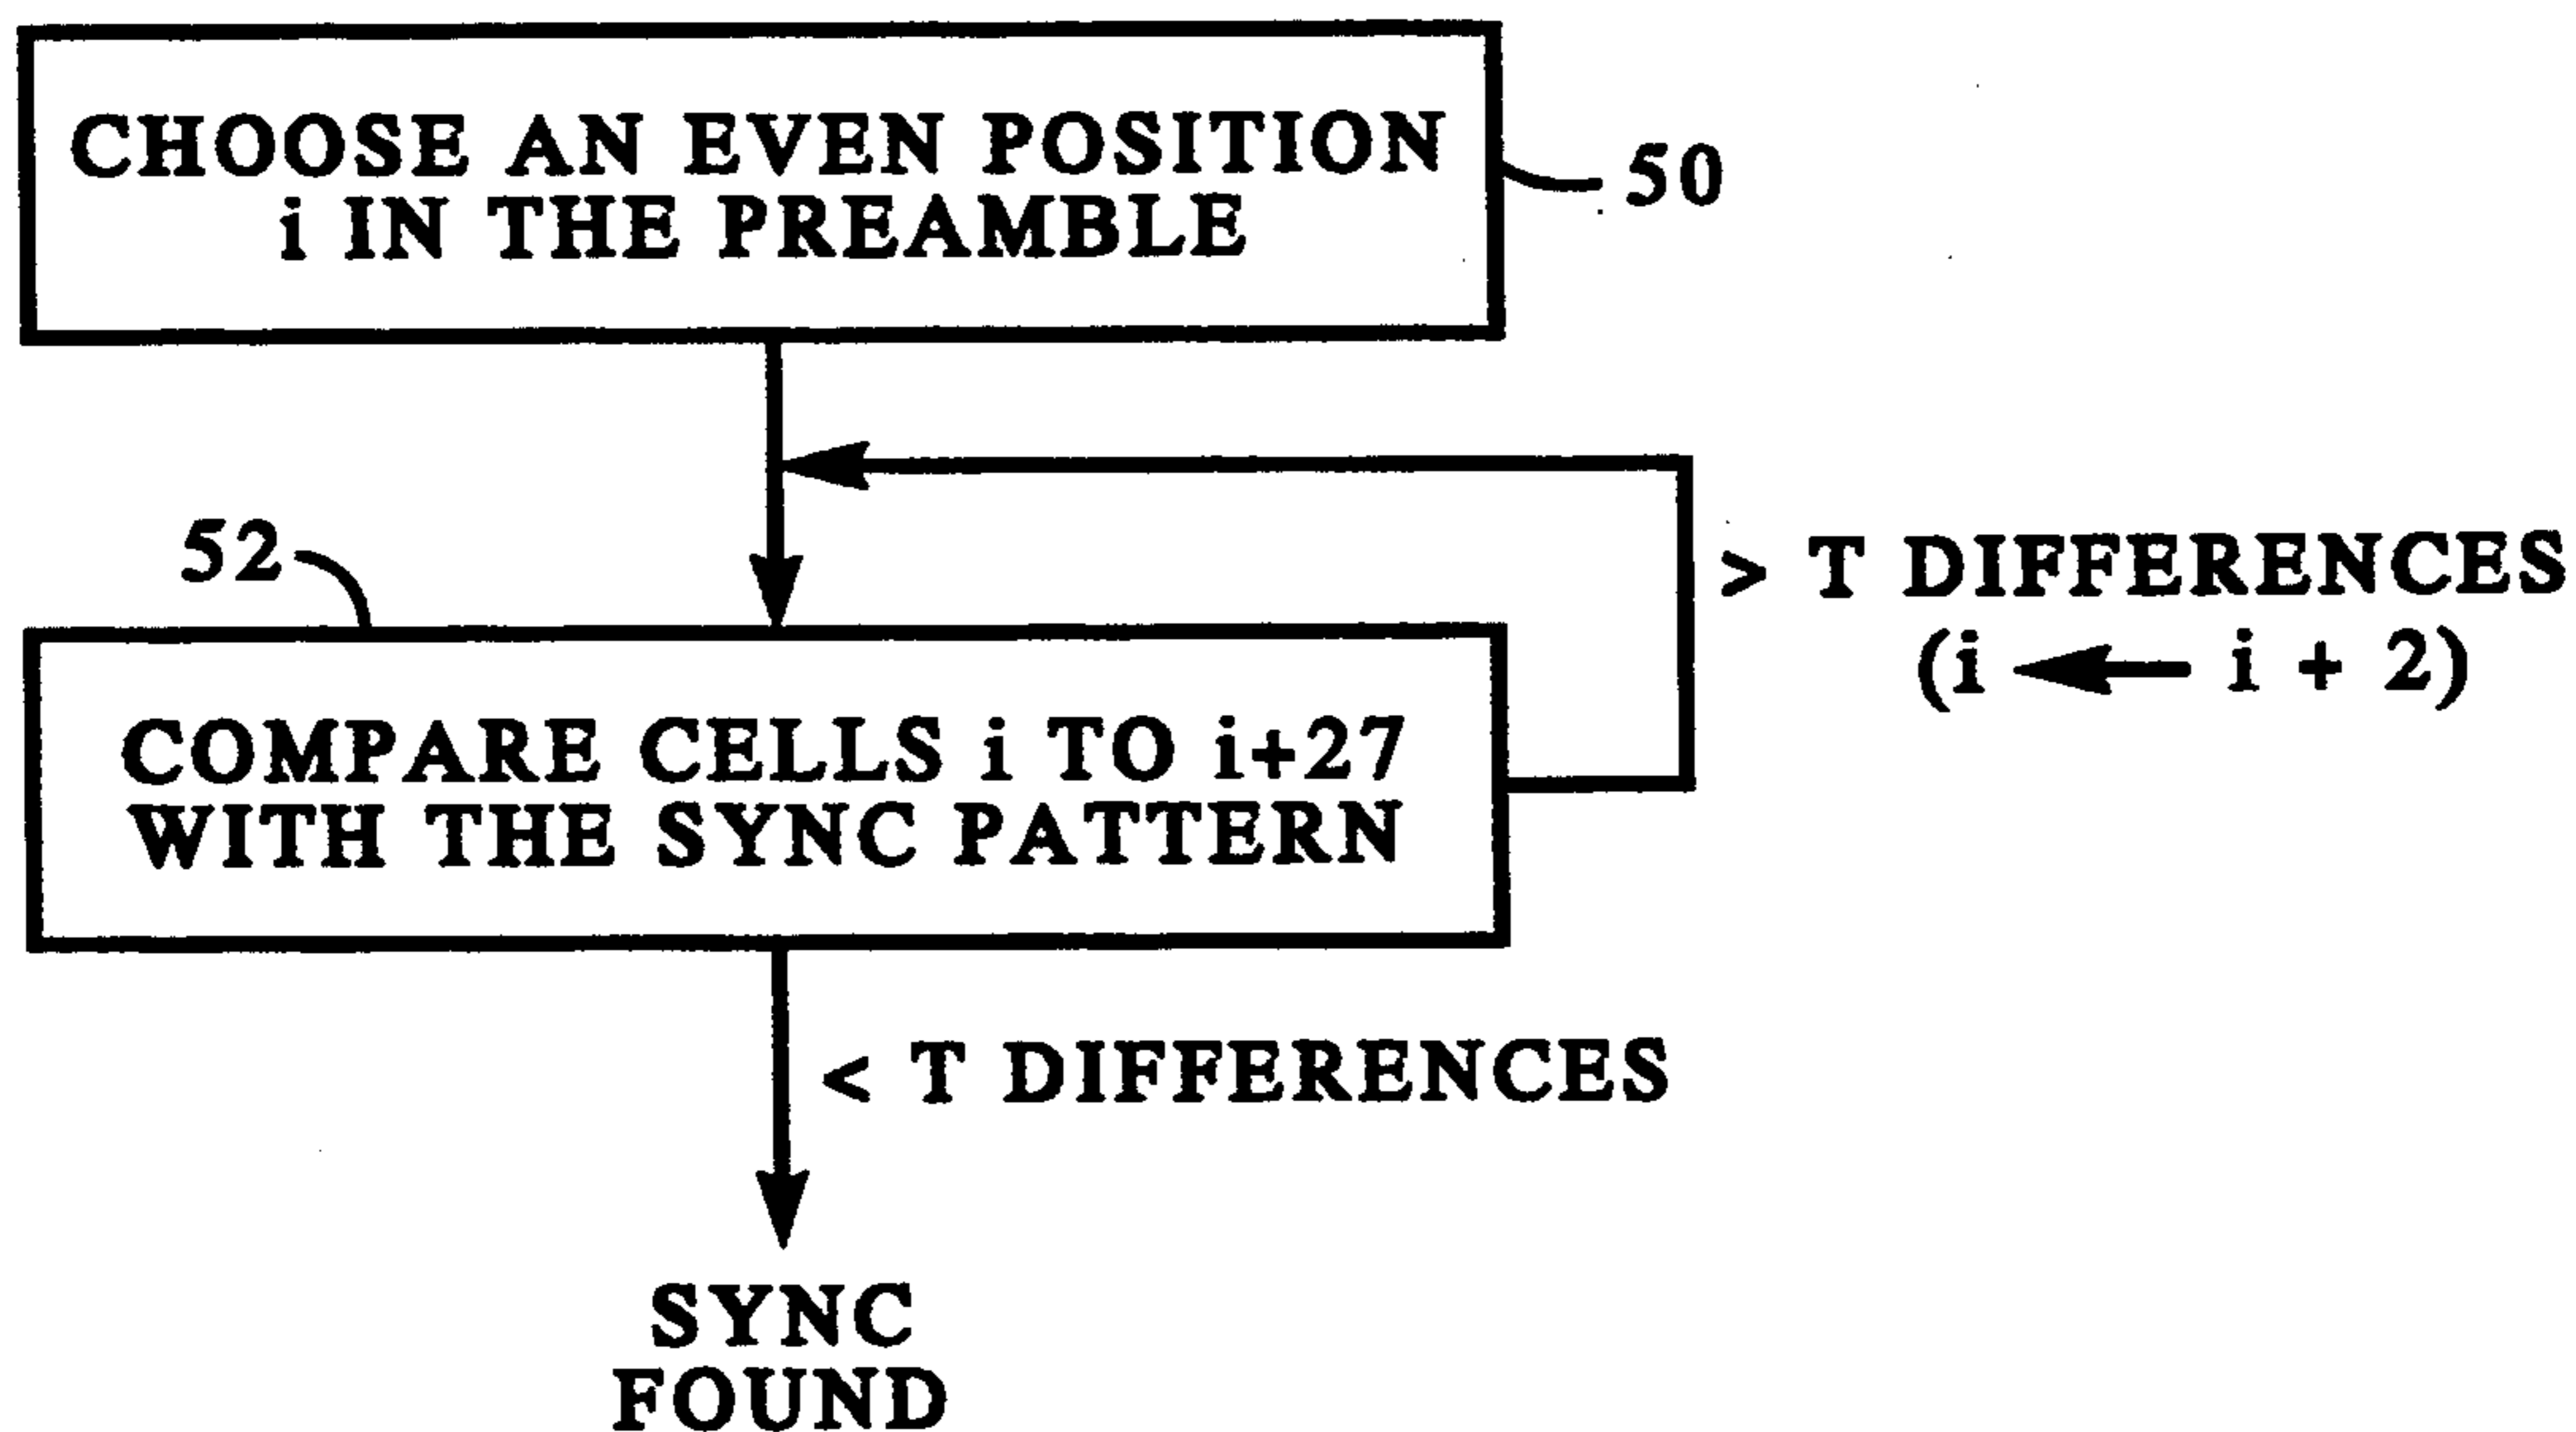 CHOOSE AN EVEN POSITION
i IN THE PREAMBLE
50
52
> T DIFFERENCES
(i ← i + 2)
COMPARE CELLS i TO i+27
WITH THE SYNC PATTERN
< T DIFFERENCES
SYNC
FOUND